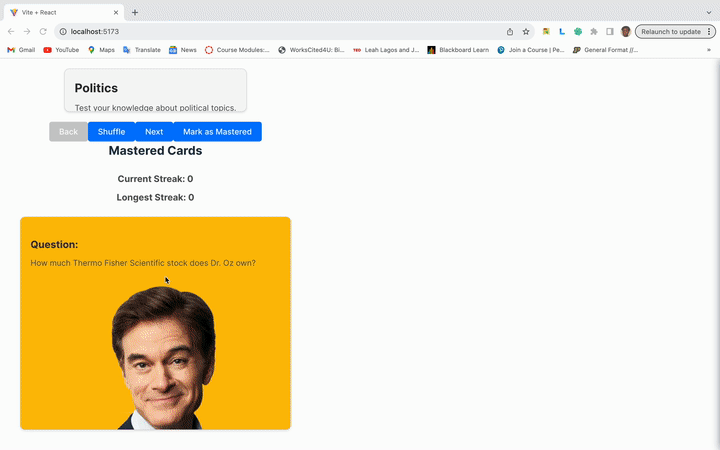 Vite + React
localhost:5173
Relaunch to update
Gmail
YouTube
Maps
Translate
News
Course Modules:...
WorksCited4U: Bi...
Leah Lagos and J...
Blackboard Learn
Join a Course | Pe...
General Format //...
»
Politics
Test your knowledge about political topics.
Back
Shuffle
Next
Mark as Mastered
Mastered Cards
Current Streak: 0
Longest Streak: 0
Question:
How much Thermo Fisher Scientific stock does Dr. Oz own?